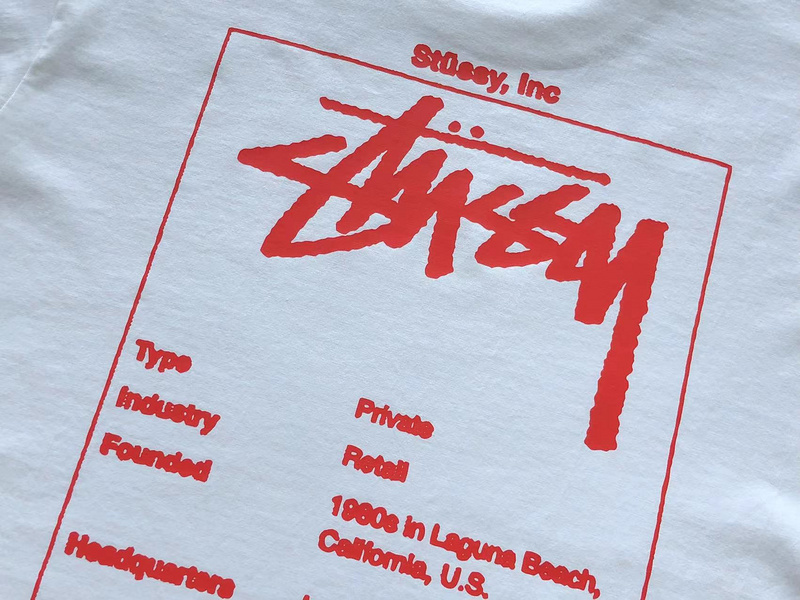 Stüssy, Inc
Stüssy
Type Private
Industry Retail
Founded 1980s in Laguna Beach,
California, U.S.
Headquarters